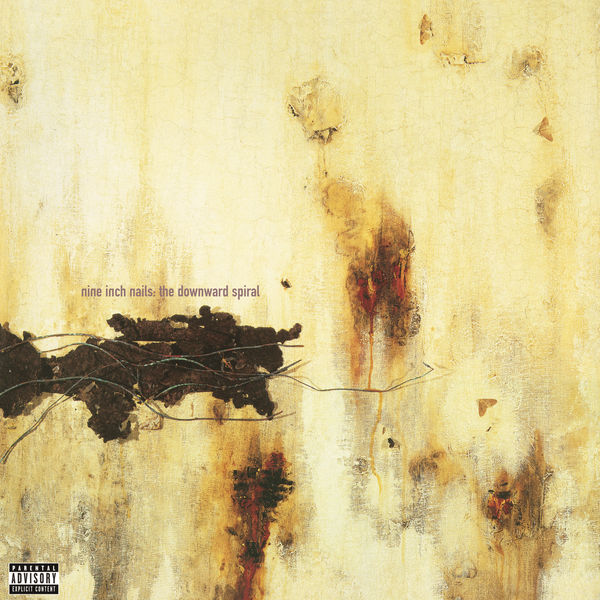 nine inch nails: the downward spiral
PARENTAL
ADVISORY
EXPLICIT CONTENT